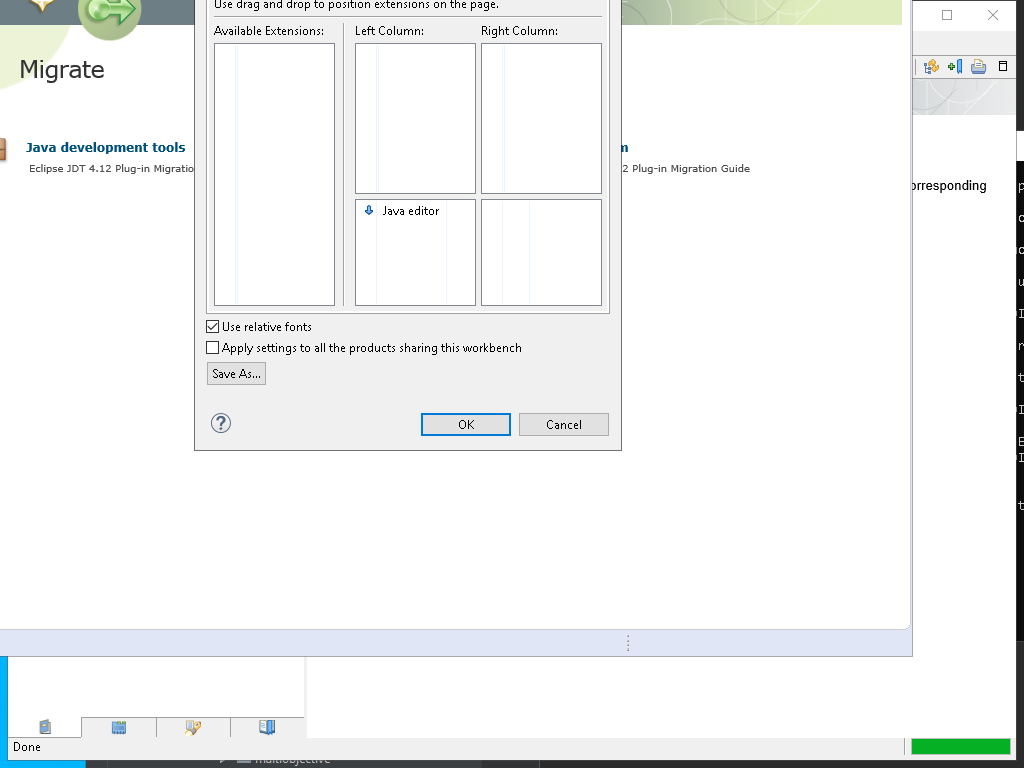 Use drag and drop to position extensions on the page.
Available Extensions:
Left Column:
Right Column:
Migrate
Java development tools
Eclipse JDT 4.12 Plug-in
2 Plug-in Migration Guide
Java editor
Use relative fonts
Apply settings to all the products sharing this workbench
Save As...
?
OK
Cancel
Done
multiobjective